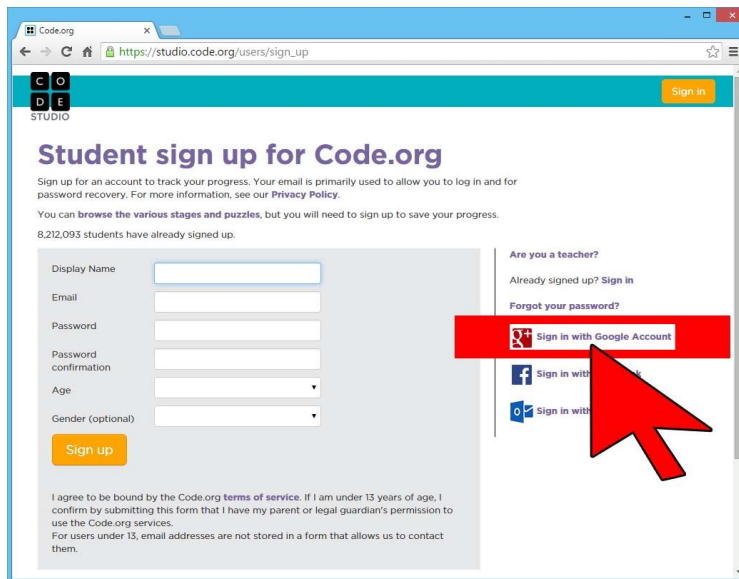 Code.org
https://studio.code.org/users/sign_up
C O
D E
STUDIO
Sign in
Student sign up for Code.org
Sign up for an account to track your progress. Your email is primarily used to allow you to log in and for
password recovery. For more information, see our Privacy Policy.
You can browse the various stages and puzzles, but you will need to sign up to save your progress.
8,212,093 students have already signed up.
Display Name
Email
Password
Password
confirmation
Age
Gender (optional)
Sign up
I agree to be bound by the Code.org terms of service. If I am under 13 years of age, I
confirm by submitting this form that I have my parent or legal guardian's permission to
use the Code.org services.
For users under 13, email addresses are not stored in a form that allows us to contact
them.
Are you a teacher?
Already signed up? Sign in
Forgot your password?
g+ Sign in with Google Account
f Sign in with
o Sign in with